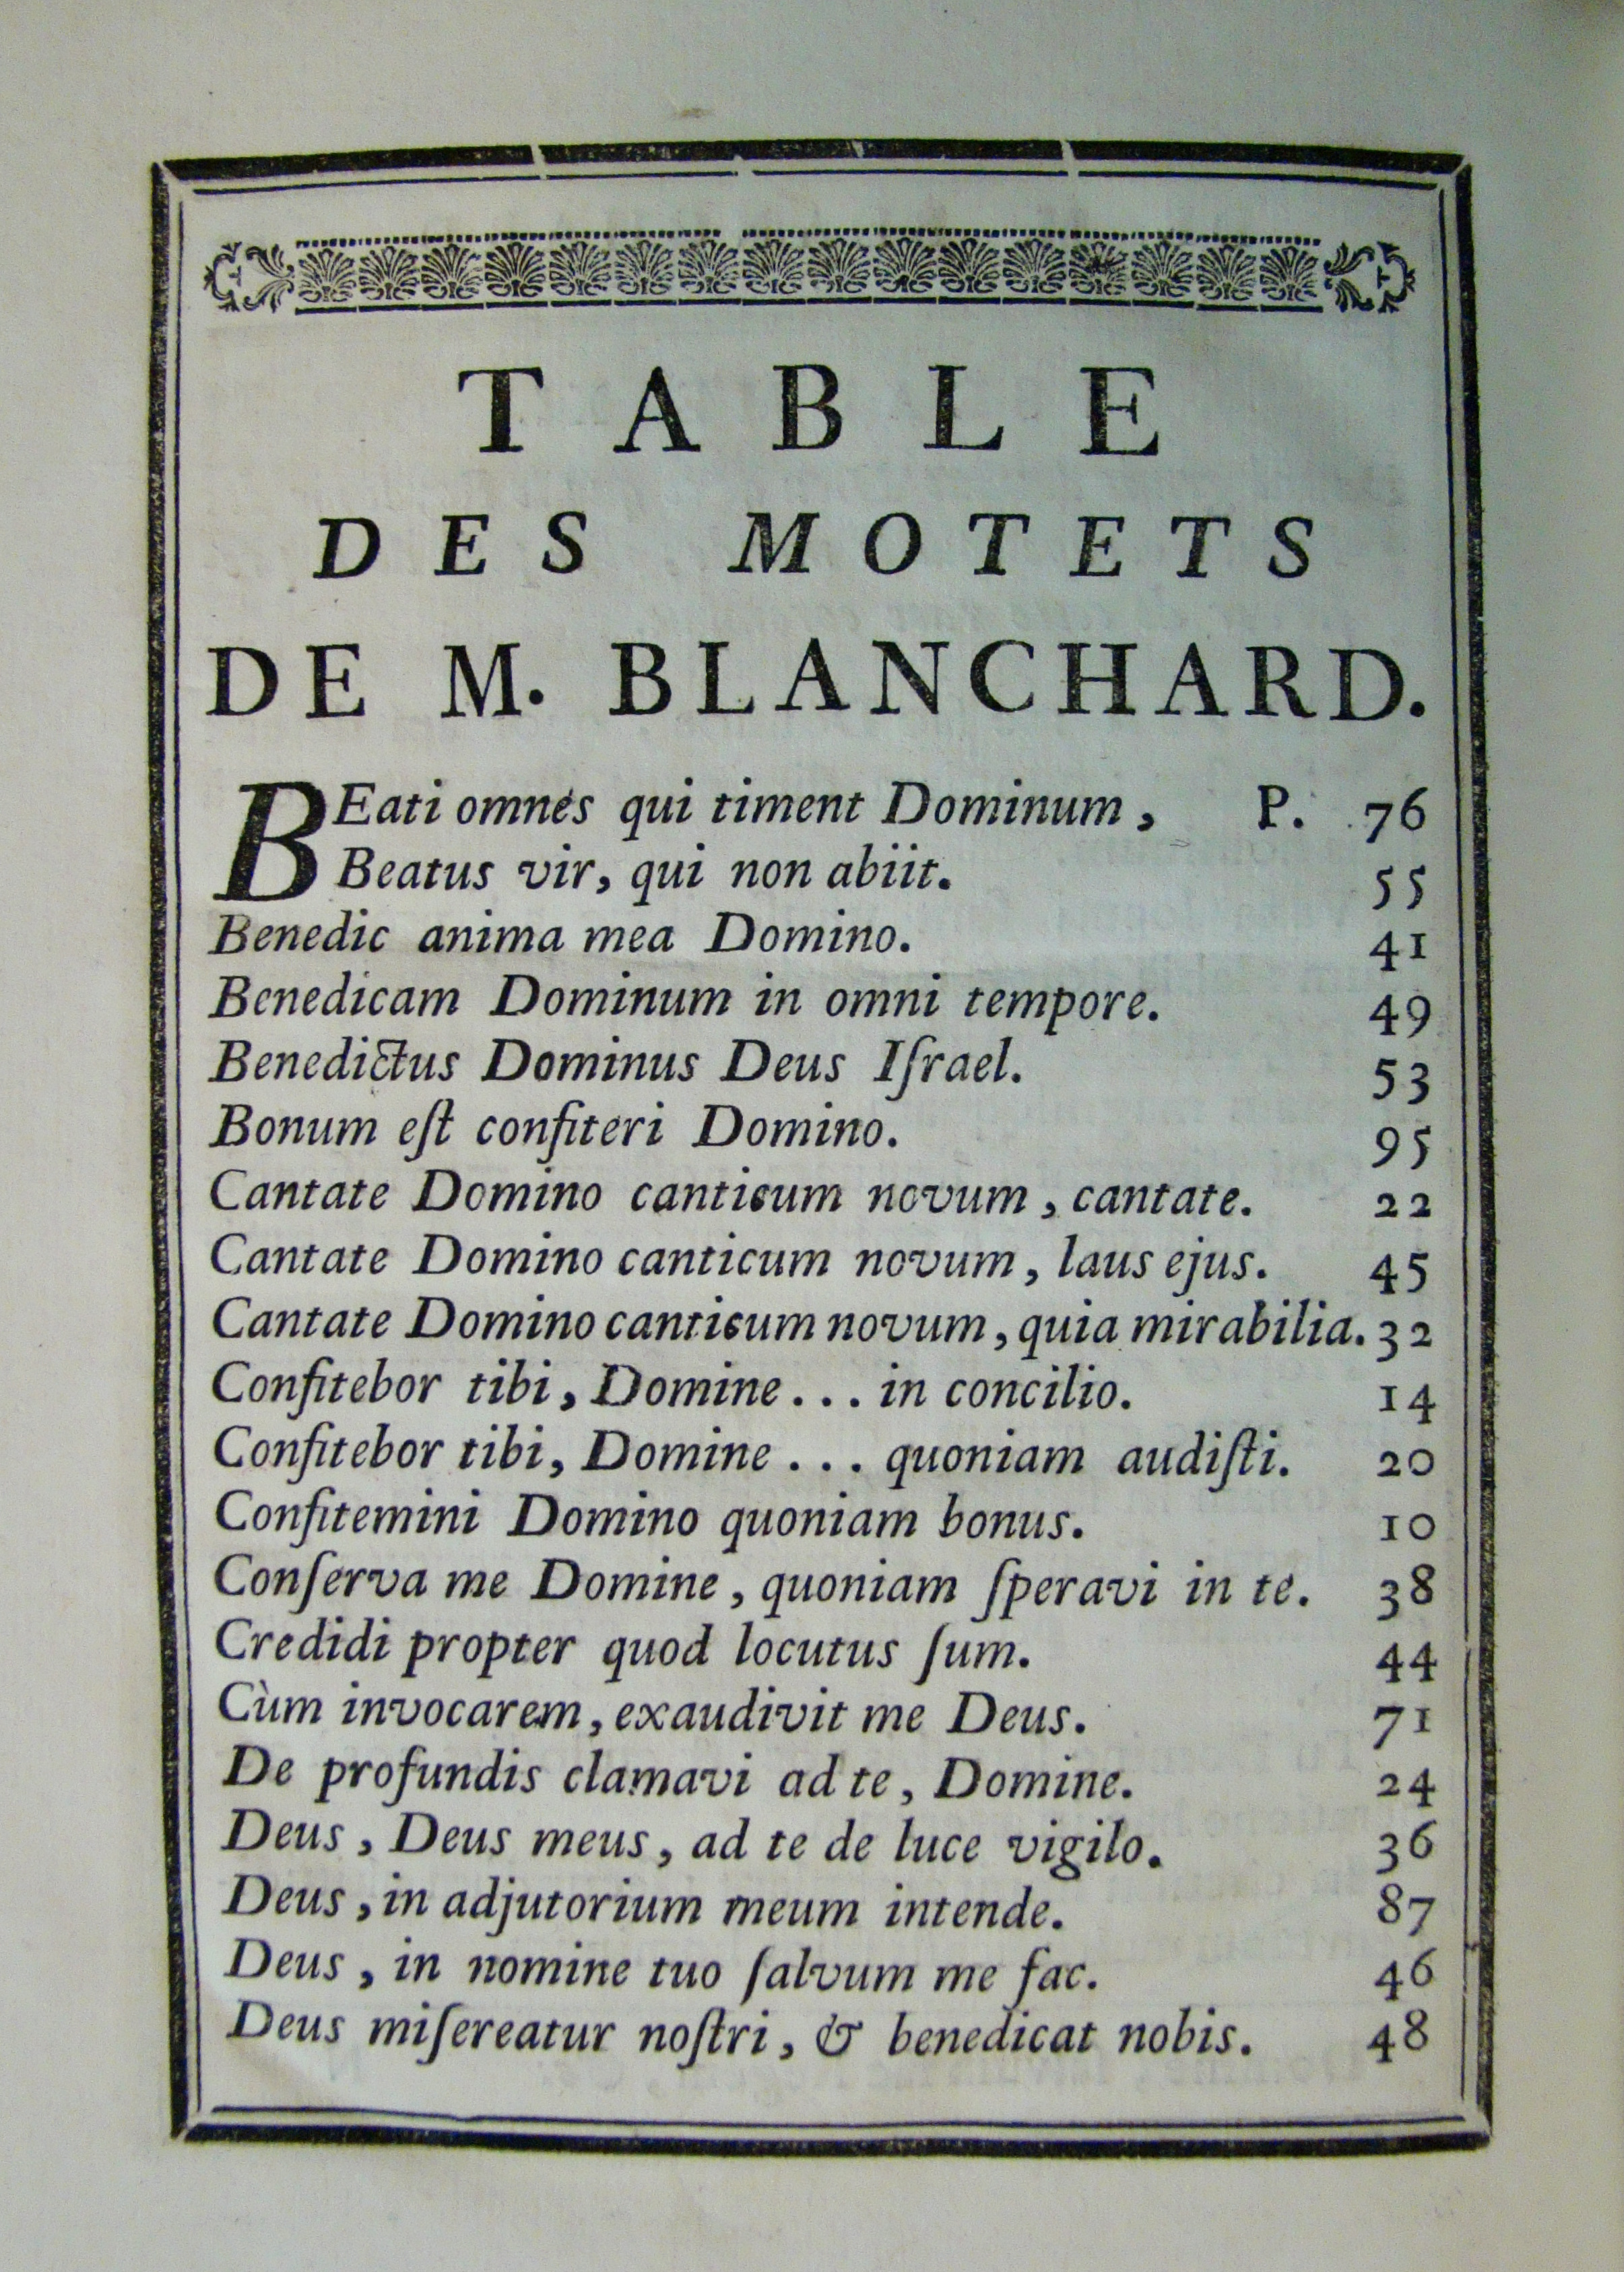 TABLE
DES MOTETS
DE M. BLANCHARD.
BEati omnes qui timent Dominum, P. 76
Beatus vir, qui non abiit. 55
Benedic anima mea Domino. 41
Benedicam Dominum in omni tempore. 49
Benedictus Dominus Deus Iſrael. 53
Bonum eſt confiteri Domino. 95
Cantate Domino canticum novum, cantate. 22
Cantate Domino canticum novum, laus ejus. 45
Cantate Domino canticum novum, quia mirabilia. 32
Confitebor tibi, Domine ... in concilio. 14
Confitebor tibi, Domine ... quoniam audiſti. 20
Confitemini Domino quoniam bonus. 10
Conſerva me Domine, quoniam ſperavi in te. 38
Credidi propter quod locutus ſum. 44
Cùm invocarem, exaudivit me Deus. 71
De profundis clamavi ad te, Domine. 24
Deus, Deus meus, ad te de luce vigilo. 36
Deus, in adjutorium meum intende. 87
Deus, in nomine tuo ſalvum me fac. 46
Deus miſereatur noſtri, & benedicat nobis. 48